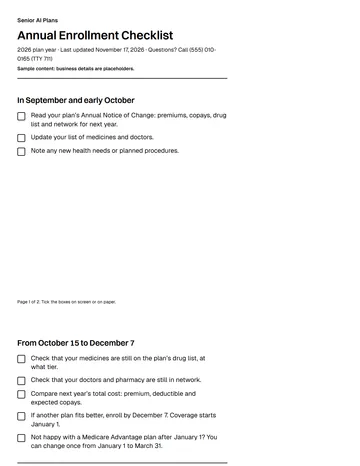 Senior AI Plans
Annual Enrollment Checklist
2026 plan year · Last updated November 17, 2026 · Questions? Call (555) 010-
0165 (TTY 711)
Sample content: business details are placeholders.
In September and early October
Read your plan's Annual Notice of Change: premiums, copays, drug
list and network for next year.
Update your list of medicines and doctors.
Note any new health needs or planned procedures.
Page 1 of 2. Tick the boxes on screen or on paper.
From October 15 to December 7
Check that your medicines are still on the plan's drug list, at
what tier.
Check that your doctors and pharmacy are still in network.
Compare next year's total cost: premium, deductible and
expected copays.
If another plan fits better, enroll by December 7. Coverage starts
January 1.
Not happy with a Medicare Advantage plan after January 1? You
can change once from January 1 to March 31.